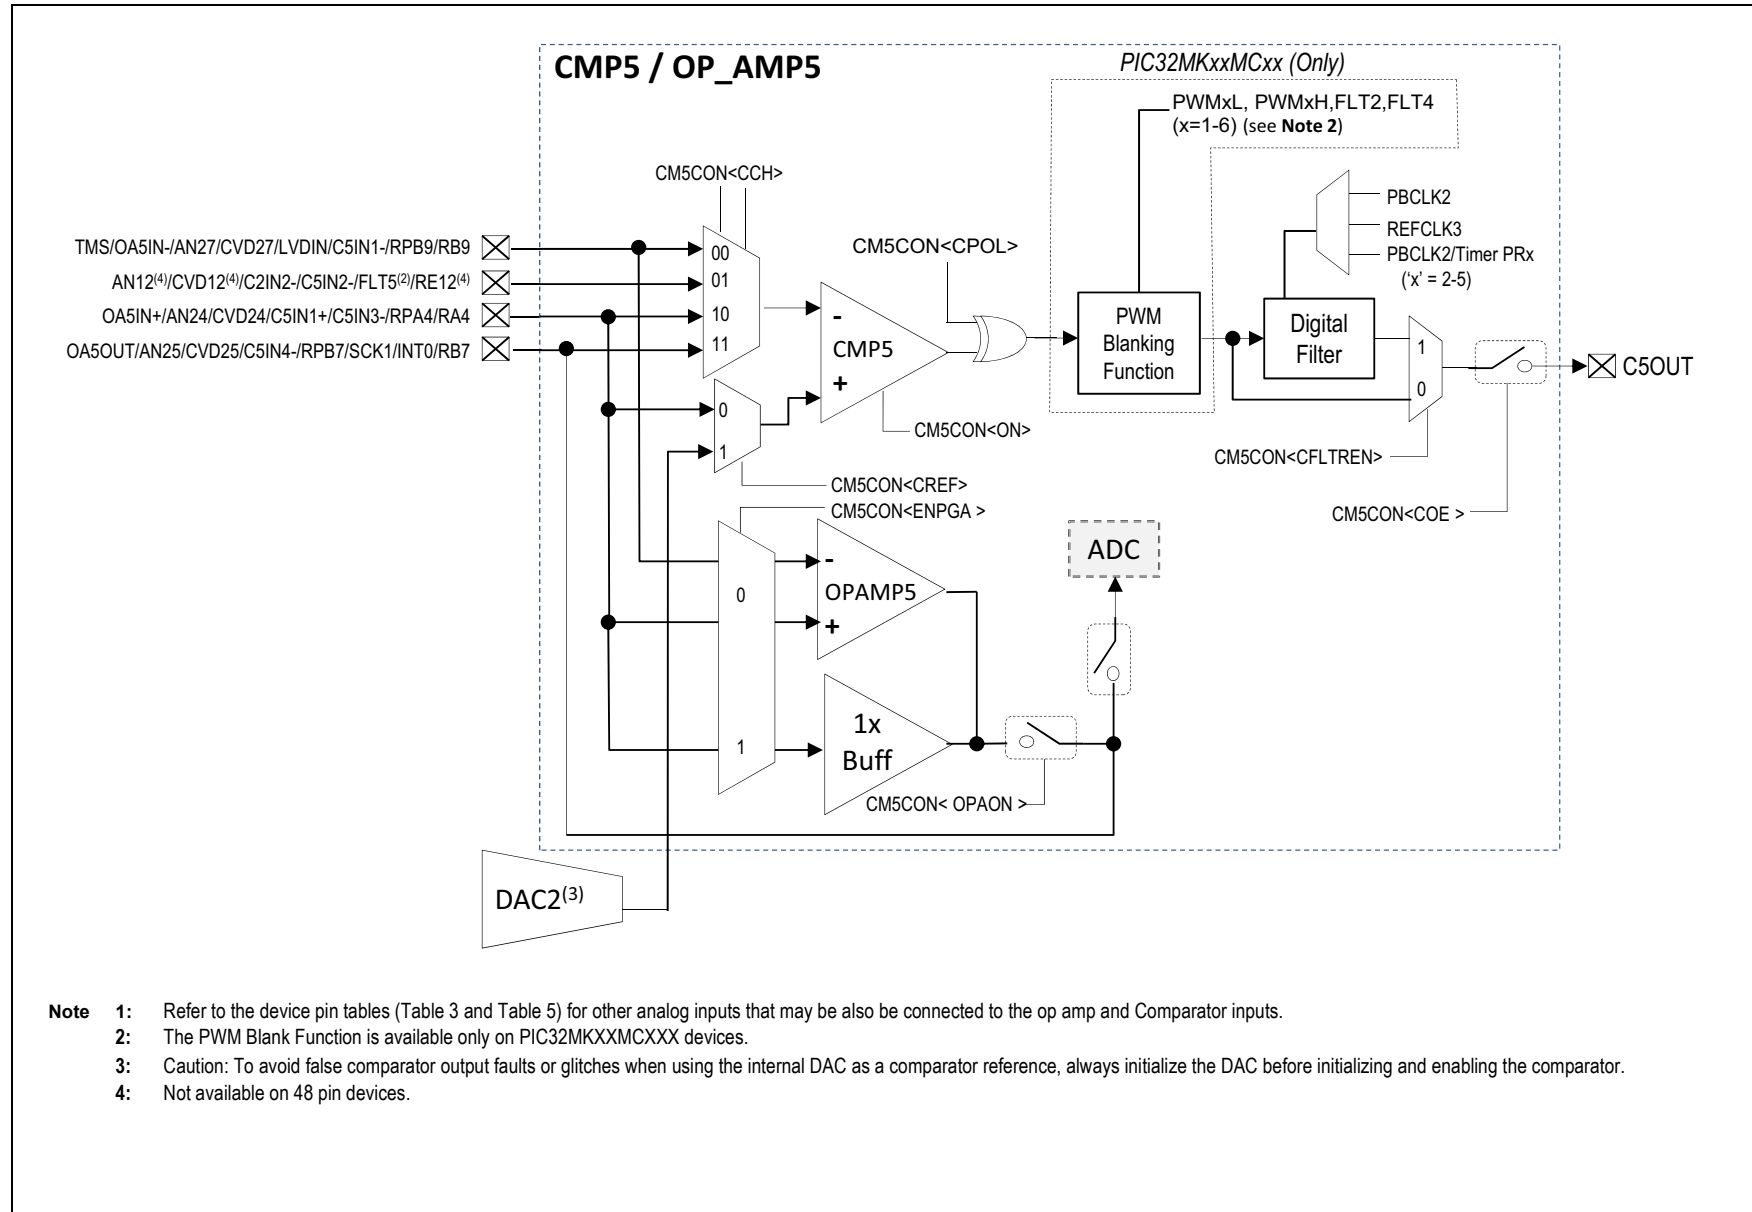 CMP5 / OP_AMP5
PIC32MKxxMCxx (Only)
PWMxL, PWMxH,FLT2,FLT4
(x=1-6) (see Note 2)
CM5CON<CCH>
PBCLK2
REFCLK3
PBCLK2/Timer PRx
('x' = 2-5)
TMS/OA5IN-/AN27/CVD27/LVDIN/C5IN1-/RPB9/RB9
AN12(4)/CVD12(4)/C2IN2-/C5IN2-/FLT5(2)/RE12(4)
OA5IN+/AN24/CVD24/C5IN1+/C5IN3-/RPA4/RA4
OA5OUT/AN25/CVD25/C5IN4-/RPB7/SCK1/INT0/RB7
00
01
10
11
CM5CON<CPOL>
-
CMP5
+
PWM
Blanking
Function
Digital
Filter
1
0
C5OUT
0
1
CM5CON<ON>
CM5CON<CFLTREN>
CM5CON<CREF>
CM5CON<ENPGA >
CM5CON<COE >
ADC
0
1
-
OPAMP5
+
1x
Buff
CM5CON< OPAON >
DAC2(3)
Note 1: Refer to the device pin tables (Table 3 and Table 5) for other analog inputs that may be also be connected to the op amp and Comparator inputs.
2: The PWM Blank Function is available only on PIC32MKXXMCXXX devices.
3: Caution: To avoid false comparator output faults or glitches when using the internal DAC as a comparator reference, always initialize the DAC before initializing and enabling the comparator.
4: Not available on 48 pin devices.